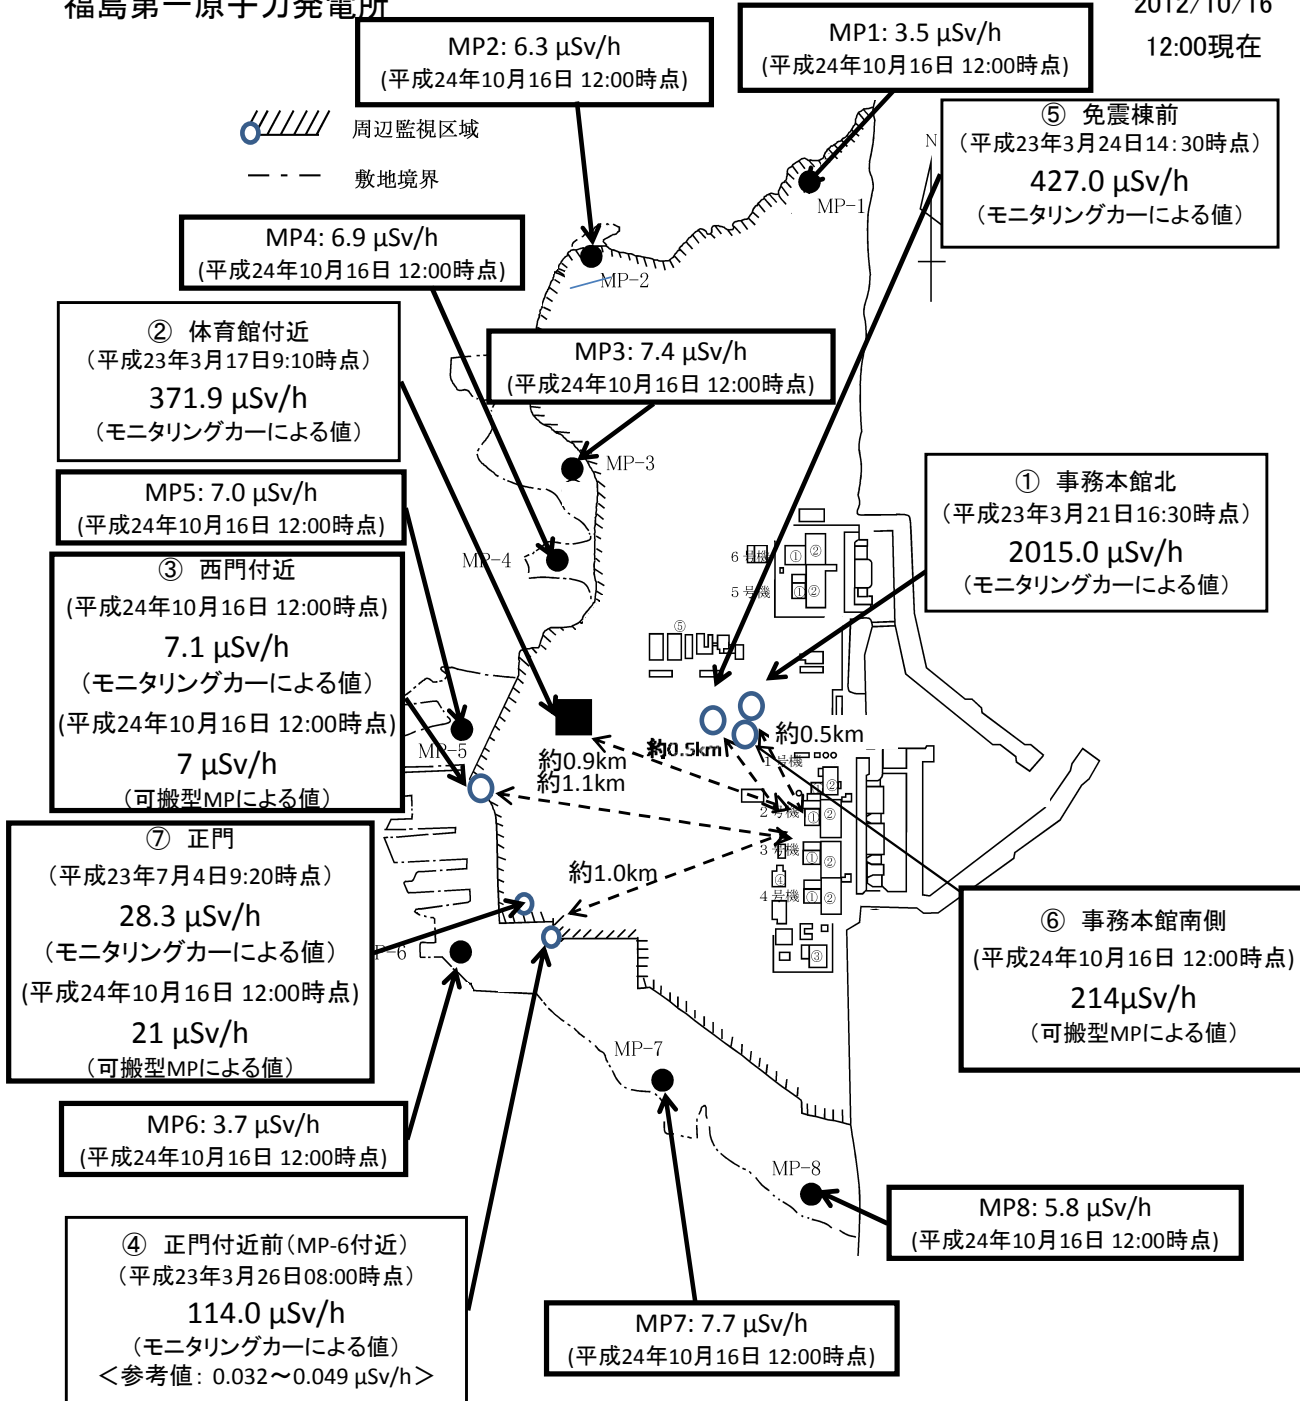 福島第一原子力発電所
2012/10/16
12:00現在
MP2: 6.3 µSv/h
(平成24年10月16日 12:00時点)
MP1: 3.5 µSv/h
(平成24年10月16日 12:00時点)
周辺監視区域
敷地境界
⑤ 免震棟前
(平成23年3月24日14:30時点)
427.0 µSv/h
(モニタリングカーによる値)
N
MP-1
MP4: 6.9 µSv/h
(平成24年10月16日 12:00時点)
MP-2
② 体育館付近
(平成23年3月17日9:10時点)
371.9 µSv/h
(モニタリングカーによる値)
MP3: 7.4 µSv/h
(平成24年10月16日 12:00時点)
MP-3
MP5: 7.0 µSv/h
(平成24年10月16日 12:00時点)
① 事務本館北
(平成23年3月21日16:30時点)
2015.0 µSv/h
(モニタリングカーによる値)
MP-4
6号機
① ②
5号機
① ②
③ 西門付近
(平成24年10月16日 12:00時点)
7.1 µSv/h
(モニタリングカーによる値)
(平成24年10月16日 12:00時点)
7 µSv/h
(可搬型MPによる値)
⑤
MP-5
約0.9km
約1.1km
約0.5km
約0.5km
1号機
②
2号機
① ②
3号機
① ②
④
4号機
① ②
③
⑦ 正門
(平成23年7月4日9:20時点)
28.3 µSv/h
(モニタリングカーによる値)
(平成24年10月16日 12:00時点)
21 µSv/h
(可搬型MPによる値)
約1.0km
P-6
⑥ 事務本館南側
(平成24年10月16日 12:00時点)
214µSv/h
(可搬型MPによる値)
MP-7
MP6: 3.7 µSv/h
(平成24年10月16日 12:00時点)
MP-8
MP8: 5.8 µSv/h
(平成24年10月16日 12:00時点)
④ 正門付近前(MP-6付近)
(平成23年3月26日08:00時点)
114.0 µSv/h
(モニタリングカーによる値)
＜参考値: 0.032～0.049 µSv/h＞
MP7: 7.7 µSv/h
(平成24年10月16日 12:00時点)